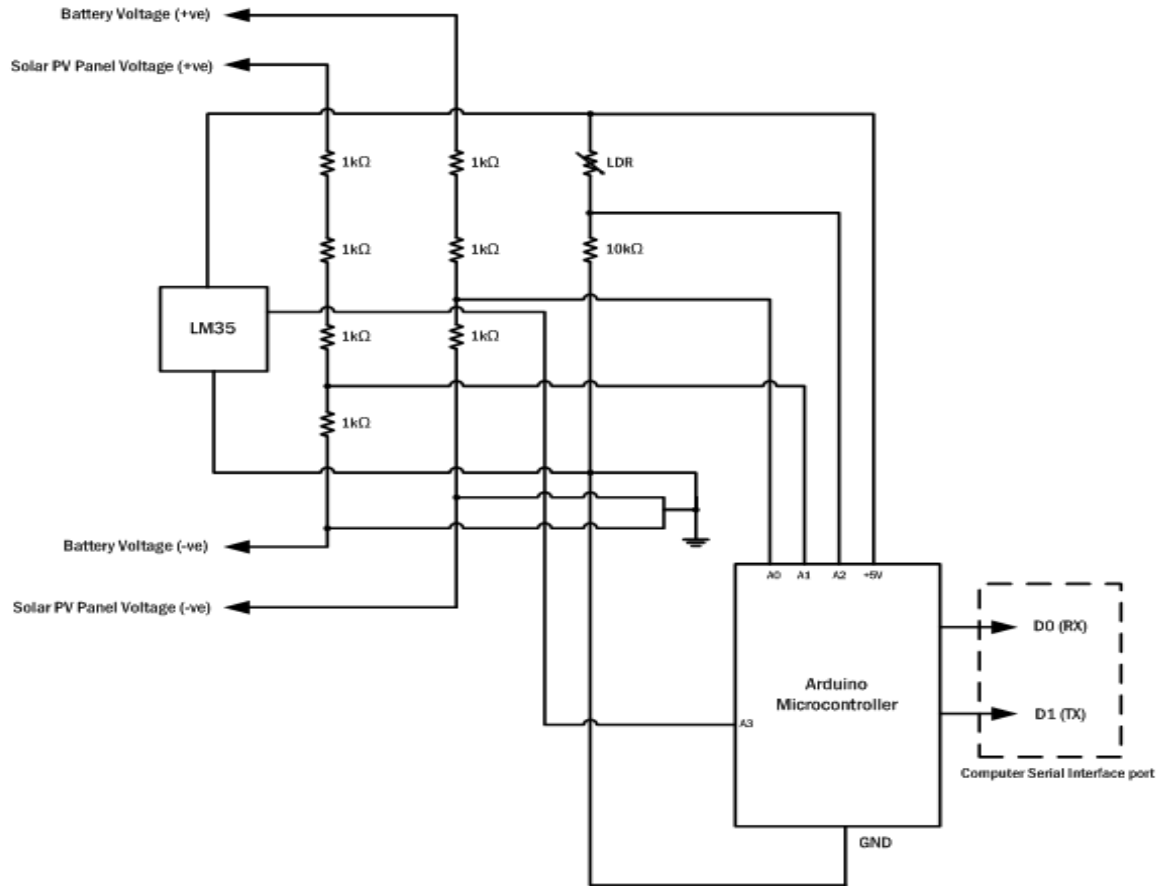 Battery Voltage (+ve)
Solar PV Panel Voltage (+ve)
1kΩ
1kΩ
LDR
1kΩ
1kΩ
10kΩ
LM35
1kΩ
1kΩ
1kΩ
Battery Voltage (-ve)
Solar PV Panel Voltage (-ve)
A0
A1
A2
+5V
D0 (RX)
Arduino
Microcontroller
D1 (TX)
A3
Computer Serial Interface port
GND